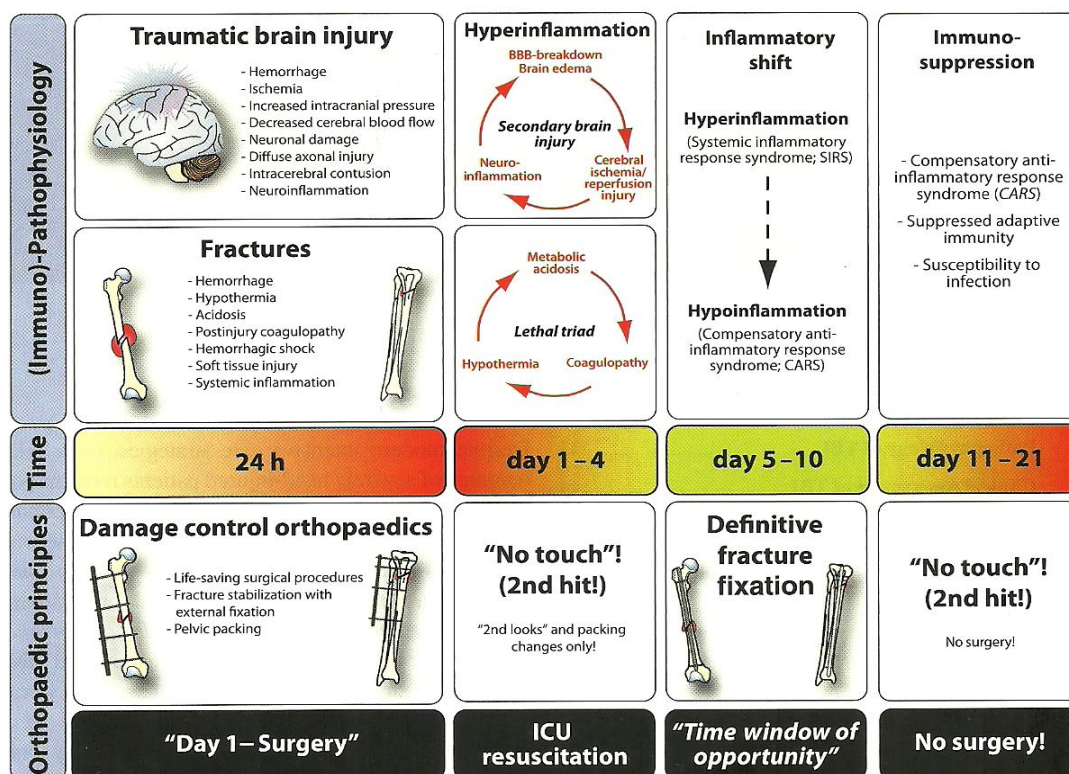 (Immuno)-Pathophysiology
Traumatic brain injury
- Hemorrhage
- Ischemia
- Increased intracranial pressure
- Decreased cerebral blood flow
- Neuronal damage
- Diffuse axonal injury
- Intracerebral contusion
- Neuroinflammation
Fractures
- Hemorrhage
- Hypothermia
- Acidosis
- Postinjury coagulopathy
- Hemorrhagic shock
- Soft tissue injury
- Systemic inflammation
Hyperinflammation
BBB-breakdown
Brain edema
Secondary brain
injury
Neuro-
inflammation
Cerebral
ischemia/
reperfusion
injury
Metabolic
acidosis
Lethal triad
Hypothermia
Coagulopathy
Inflammatory
shift
Hyperinflammation
(Systemic inflammatory
response syndrome; SIRS)
Hypoinflammation
(Compensatory anti-
inflammatory response
syndrome; CARS)
Immuno-
suppression
- Compensatory anti-
inflammatory response
syndrome (CARS)
- Suppressed adaptive
immunity
- Susceptibility to
infection
Time
24 h
day 1 – 4
day 5 – 10
day 11 – 21
Orthopaedic principles
Damage control orthopaedics
- Life-saving surgical procedures
- Fracture stabilization with
external fixation
- Pelvic packing
"No touch"!
(2nd hit!)
"2nd looks" and packing
changes only!
Definitive
fracture
fixation
"No touch"!
(2nd hit!)
No surgery!
"Day 1 – Surgery"
ICU
resuscitation
"Time window of
opportunity"
No surgery!